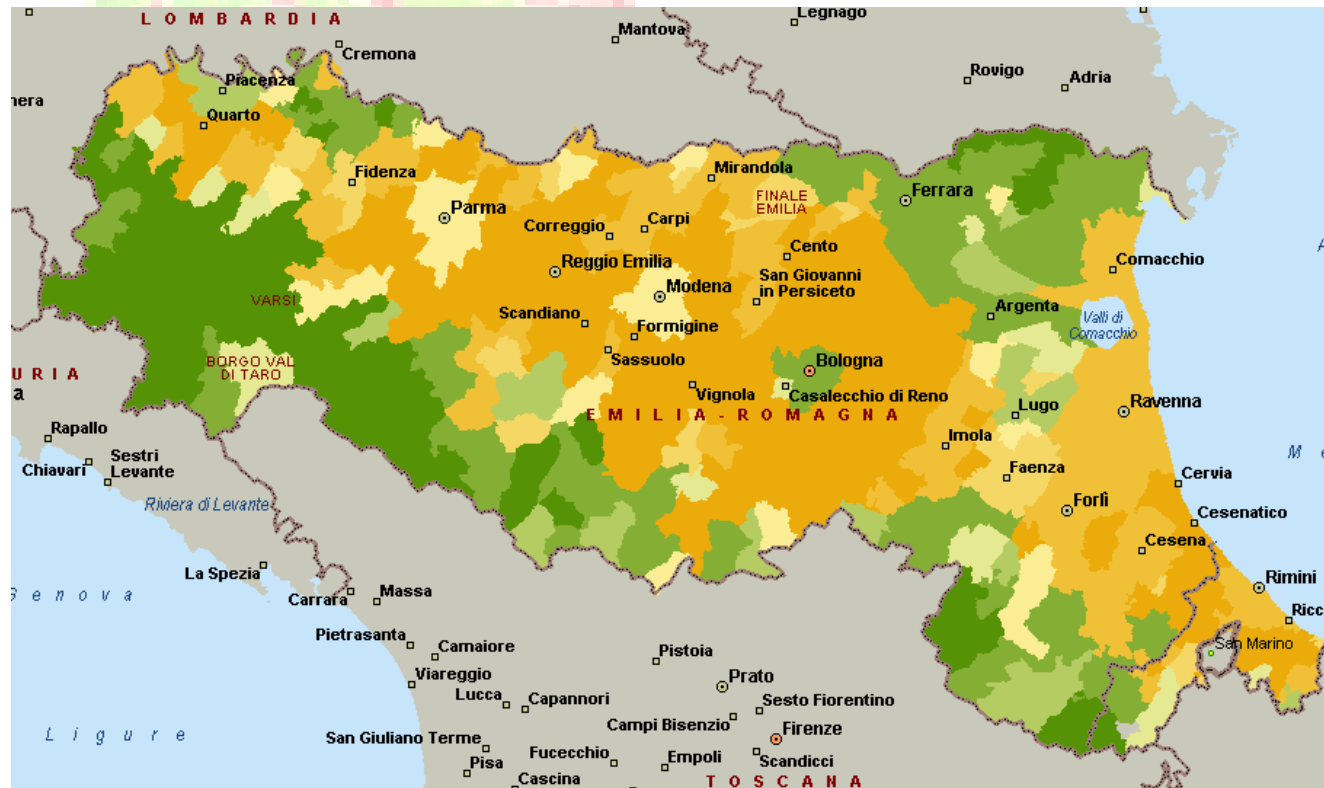 LOMBARDIA
Legnago
Mantova
Cremona
Rovigo
Adria
Piacenza
nera
Quarto
Fidenza
Mirandola
Ferrara
FINALE
EMILIA
Parma
Correggio
Carpi
Cento
Comacchio
Reggio Emilia
San Giovanni
in Persiceto
Modena
VARSI
Argenta
Scandiano
Valli di
Comacchio
Formigine
Sassuolo
BORGO VAL
DI TARO
Bologna
URIA
a
Vignola
Casalecchio di Reno
Lugo
Ravenna
EMILIA-ROMAGNA
Rapallo
Imola
Sestri
Levante
Chiavari
Faenza
Cervia
Riviera di Levante
Forlì
Cesenatico
Cesena
La Spezia
Rimini
Genova
Carrara
Massa
Ricc
Pietrasanta
Camaiore
San Marino
Pistoia
Viareggio
Prato
Lucca
Capannori
Sesto Fiorentino
Campi Bisenzio
Firenze
Ligure
San Giuliano Terme
Fucecchio
Empoli
Scandicci
Pisa
Cascina
TOSCANA